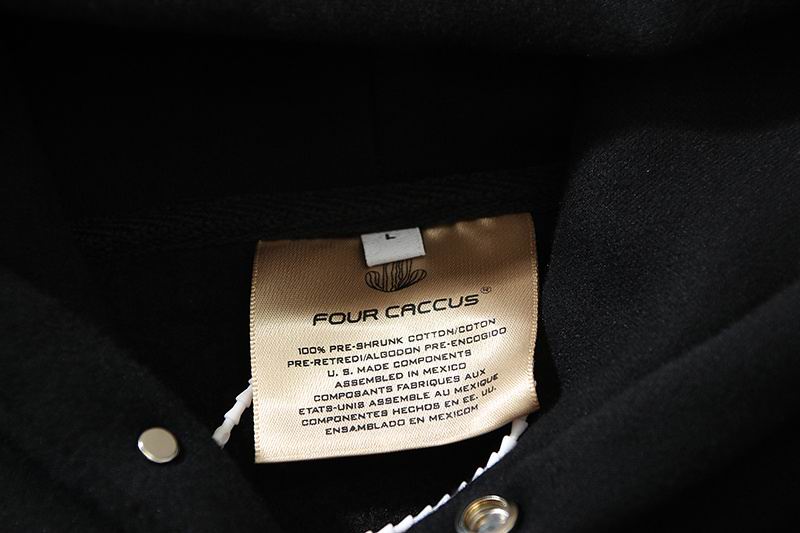 L
FOUR CACCUS
100% PRE-SHRUNK COTTON/COTON
PRE-RETREDI/ALGODON PRE-ENCOGIDO
U. S. MADE COMPONENTS
ASSEMBLED IN MEXICO
COMPOSANTS FABRIQUES AUX
ETATS-UNIS ASSEMBLE AU MEXIQUE
COMPONENTES HECHOS EN EE. UU.
ENSAMBLADO EN MEXICOM